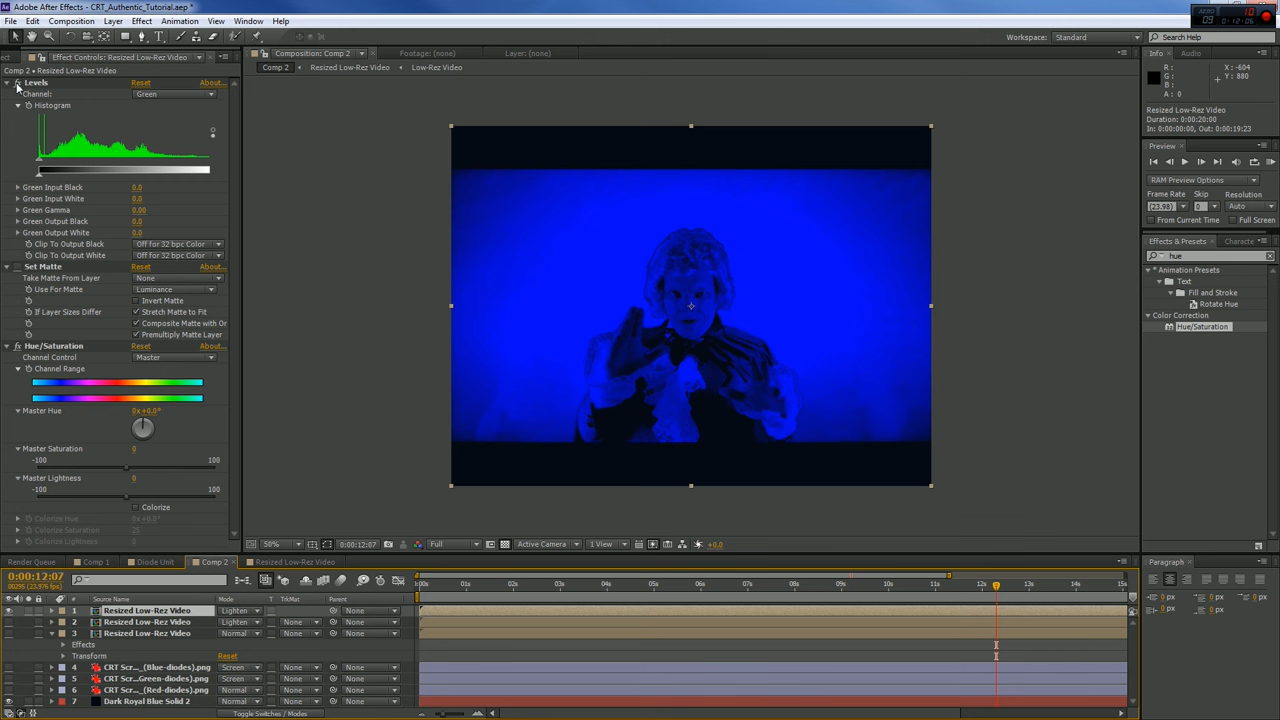 Adobe After Effects - CRT_Authentic_Tutorial.aep *
File Edit Composition Layer Effect Animation View Window Help
Workspace: Standard
Search Help
AERO 09 10 0:12:06
Effect Controls: Resized Low-Rez Video
Composition: Comp 2
Footage: (none)
Layer: (none)
Info Audio
Comp 2 • Resized Low-Rez Video
Comp 2 Resized Low-Rez Video Low-Rez Video
Levels Reset About...
Channel: Green
Histogram
Green Input Black 0.0
Green Input White 0.0
Green Gamma 0.00
Green Output Black 0.0
Green Output White 0.0
Clip To Output Black Off for 32 bpc Color
Clip To Output White Off for 32 bpc Color
Set Matte Reset About...
Take Matte From Layer None
Use For Matte Luminance
Invert Matte
If Layer Sizes Differ Stretch Matte to Fit
Composite Matte with Or
Premultiply Matte Layer
Hue/Saturation Reset About...
Channel Control Master
Channel Range
Master Hue 0x +0.0°
Master Saturation 0
-100 100
Master Lightness 0
-100 100
Colorize
Colorize Hue 0x +0.0°
Colorize Saturation 25
Colorize Lightness 0
50% 0:00:12:07 Full Active Camera 1 View +0.0
R: X: -604
G: Y: 880
B:
A: 0
Resized Low-Rez Video
Duration: 0:00:20:00
In: 0:00:00:00, Out: 0:00:19:23
Preview
RAM Preview Options
Frame Rate Skip Resolution
(23.98) 0 Auto
From Current Time Full Screen
Effects & Presets Characte
hue
* Animation Presets
Text
Fill and Stroke
Rotate Hue
Color Correction
Hue/Saturation
Paragraph
0 px 0 px 0 px
0 px 0 px
Render Queue Comp 1 Diode Unit Comp 2 Resized Low-Rez Video
0:00:12:07
00295 (23.976 fps)
# Source Name Mode T TrkMat Parent
:00s 01s 02s 03s 04s 05s 06s 07s 08s 09s 10s 11s 12s 13s 14s 15s
1 Resized Low-Rez Video Lighten None
2 Resized Low-Rez Video Lighten None None
3 Resized Low-Rez Video Normal None None
Effects
Transform Reset
4 CRT Scr..._(Blue-diodes).png Screen None None
5 CRT Scr...Green-diodes).png Screen None None
6 CRT Scr..._(Red-diodes).png Normal None None
7 Dark Royal Blue Solid 2 Normal None None
Toggle Switches / Modes